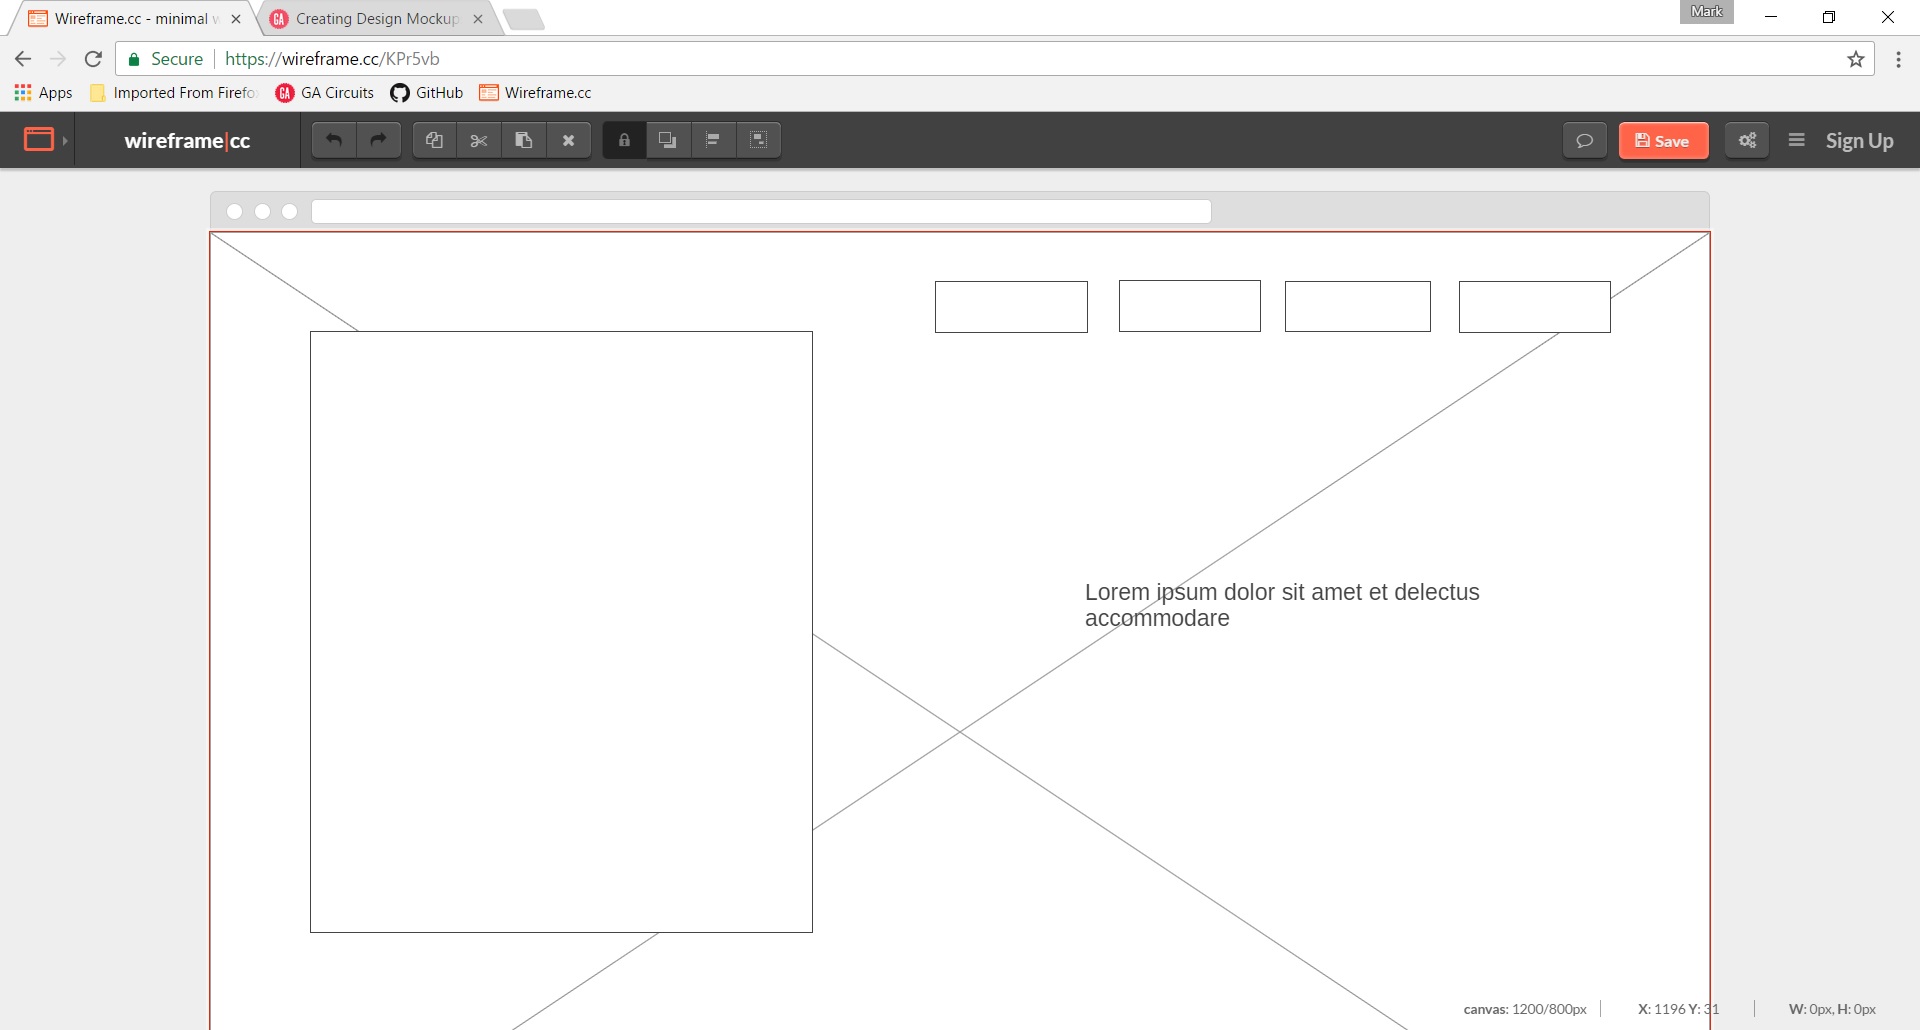 Wireframe.cc - minimal w
Creating Design Mockup
Mark
Secure
https://wireframe.cc/KPr5vb
Apps
Imported From Firefo
GA Circuits
GitHub
Wireframe.cc
wireframe|cc
Save
Sign Up
Lorem ipsum dolor sit amet et delectus
accommodare
canvas: 1200/800px
X: 1196 Y: 31
W: 0px, H: 0px